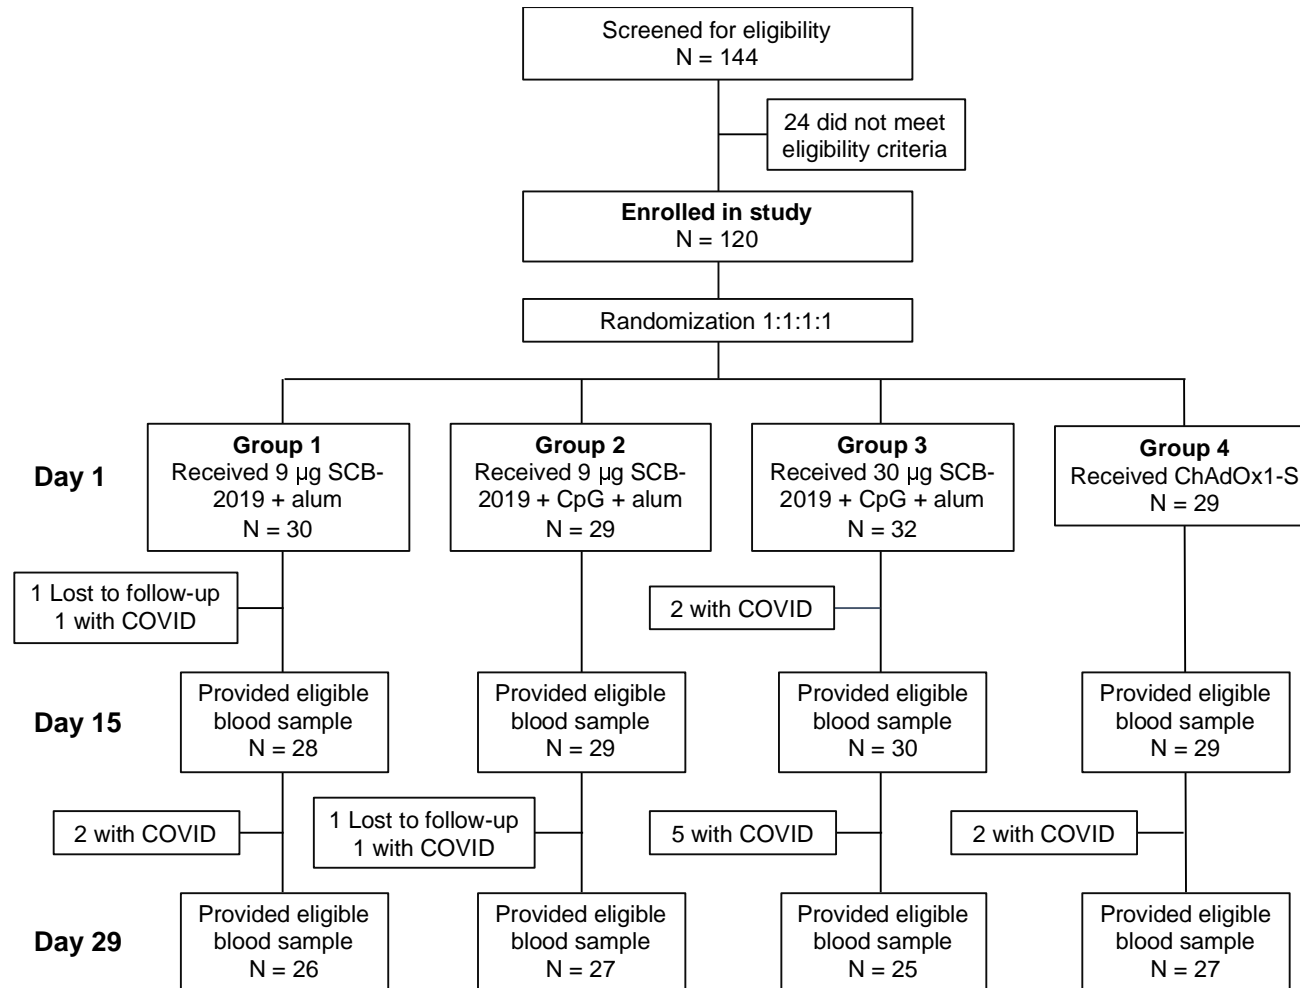 Screened for eligibility
N = 144
24 did not meet
eligibility criteria
Enrolled in study
N = 120
Randomization 1:1:1:1
Day 1
Group 1
Received 9 µg SCB-
2019 + alum
N = 30
Group 2
Received 9 µg SCB-
2019 + CpG + alum
N = 29
Group 3
Received 30 µg SCB-
2019 + CpG + alum
N = 32
Group 4
Received ChAdOx1-S
N = 29
1 Lost to follow-up
1 with COVID
2 with COVID
Day 15
Provided eligible
blood sample
N = 28
Provided eligible
blood sample
N = 29
Provided eligible
blood sample
N = 30
Provided eligible
blood sample
N = 29
2 with COVID
1 Lost to follow-up
1 with COVID
5 with COVID
2 with COVID
Day 29
Provided eligible
blood sample
N = 26
Provided eligible
blood sample
N = 27
Provided eligible
blood sample
N = 25
Provided eligible
blood sample
N = 27